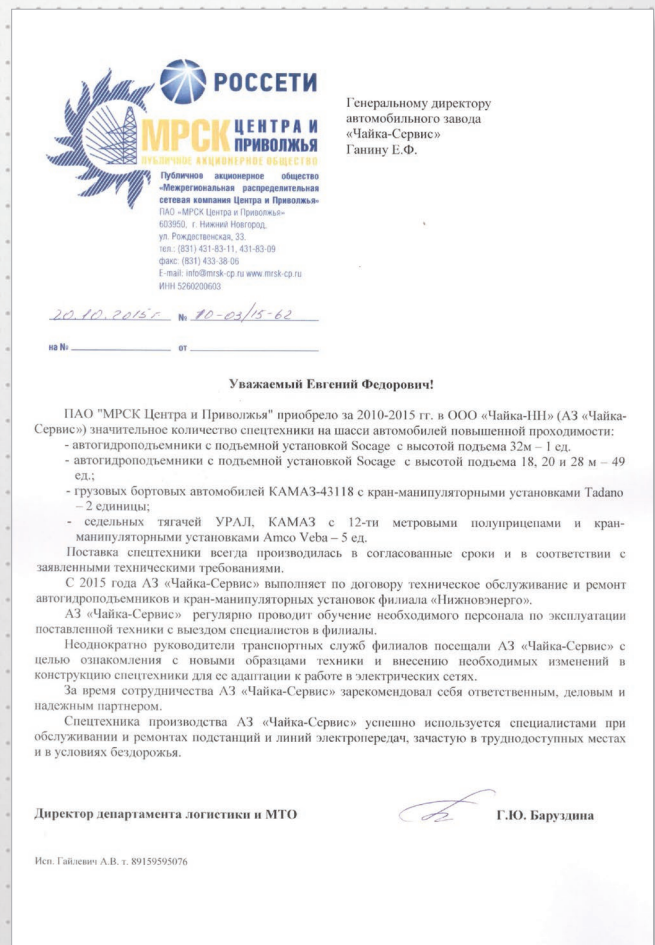 РОССЕТИ
МРСК ЦЕНТРА И
ПРИВОЛЖЬЯ
ПУБЛИЧНОЕ АКЦИОНЕРНОЕ ОБЩЕСТВО
Публичное акционерное общество
«Межрегиональная распределительная
сетевая компания Центра и Приволжья»
ПАО «МРСК Центра и Приволжья»
603950, г. Нижний Новгород,
ул. Рождественская, 33.
тел.: (831) 431-83-11, 431-83-09
факс: (831) 433-38-06
E-mail: info@mrsk-cp.ru www.mrsk-cp.ru
ИНН 5260200603
20.10.2015г № 10-03/15-62
на № от
Генеральному директору
автомобильного завода
«Чайка-Сервис»
Ганину Е.Ф.
Уважаемый Евгений Федорович!
ПАО "МРСК Центра и Приволжья" приобрело за 2010-2015 гг. в ООО «Чайка-НН» (АЗ «Чайка-
Сервис») значительное количество спецтехники на шасси автомобилей повышенной проходимости:
- автогидроподъемники с подъемной установкой Socage с высотой подъема 32м – 1 ед.
- автогидроподъемники с подъемной установкой Socage с высотой подъема 18, 20 и 28 м – 49
ед.;
- грузовых бортовых автомобилей КАМАЗ-43118 с кран-манипуляторными установками Tadano
– 2 единицы;
- седельных тягачей УРАЛ, КАМАЗ с 12-ти метровыми полуприцепами и кран-
манипуляторными установками Amco Veba – 5 ед.
Поставка спецтехники всегда производилась в согласованные сроки и в соответствии с
заявленными техническими требованиями.
С 2015 года АЗ «Чайка-Сервис» выполняет по договору техническое обслуживание и ремонт
автогидроподъемников и кран-манипуляторных установок филиала «Нижновэнерго».
АЗ «Чайка-Сервис» регулярно проводит обучение необходимого персонала по эксплуатации
поставленной техники с выездом специалистов в филиалы.
Неоднократно руководители транспортных служб филиалов посещали АЗ «Чайка-Сервис» с
целью ознакомления с новыми образцами техники и внесению необходимых изменений в
конструкцию спецтехники для ее адаптации к работе в электрических сетях.
За время сотрудничества АЗ «Чайка-Сервис» зарекомендовал себя ответственным, деловым и
надежным партнером.
Спецтехника производства АЗ «Чайка-Сервис» успешно используется специалистами при
обслуживании и ремонтах подстанций и линий электропередач, зачастую в труднодоступных местах
и в условиях бездорожья.
Директор департамента логистики и МТО Г.Ю. Баруздина
Исп. Гайлевич А.В. т. 89159595076